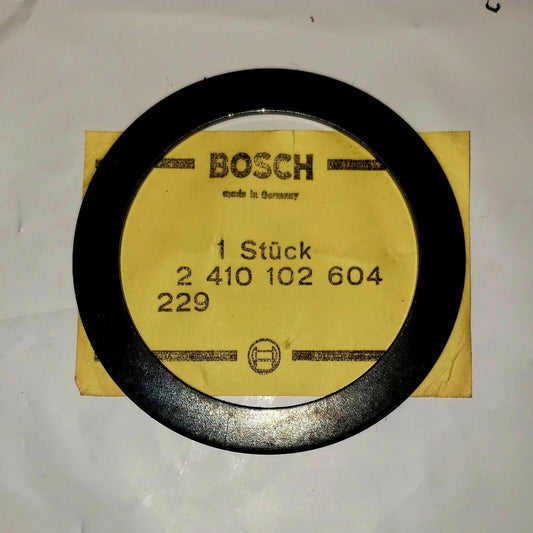 BOSCH
made in Germany
1 Stück
2 410 102 604
229